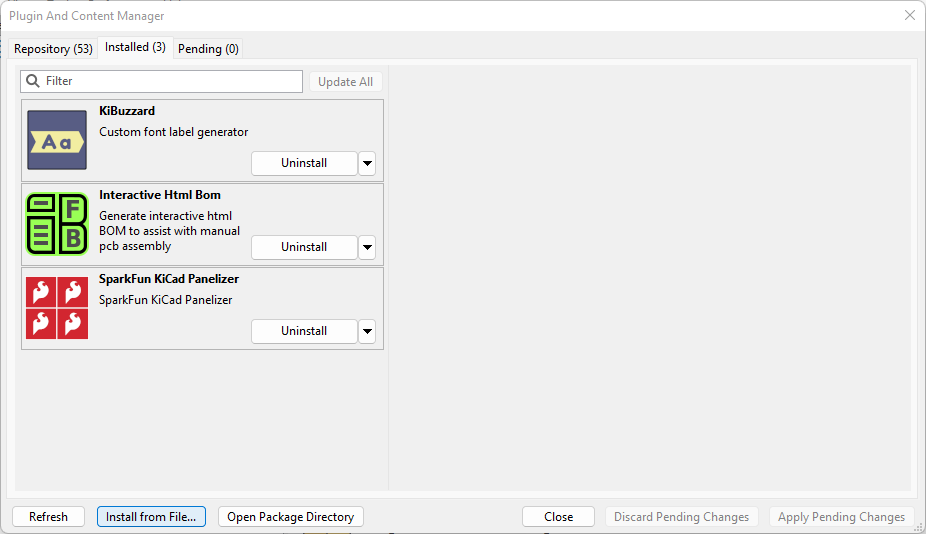 Plugin And Content Manager
Repository (53) Installed (3) Pending (0)
Filter Update All
KiBuzzard
Aa
Custom font label generator
Uninstall
Interactive Html Bom
F
B
Generate interactive html
BOM to assist with manual
pcb assembly
Uninstall
SparkFun KiCad Panelizer
SparkFun KiCad Panelizer
Uninstall
Refresh Install from File... Open Package Directory Close Discard Pending Changes Apply Pending Changes